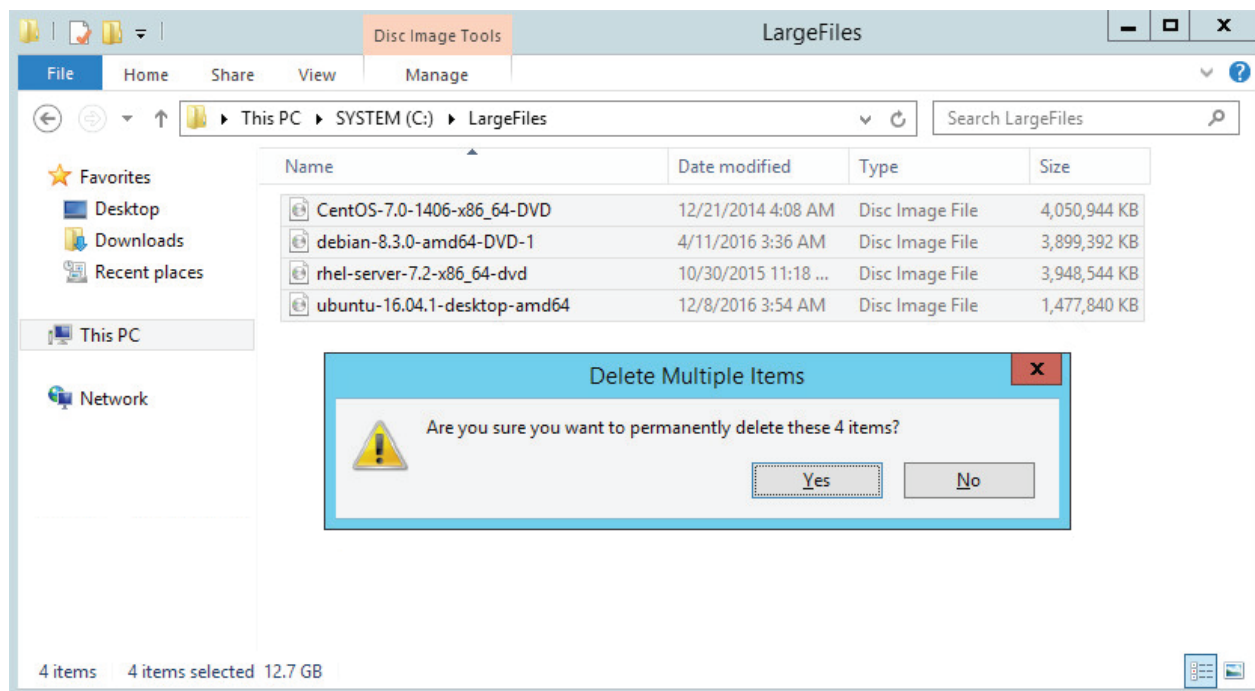 Disc Image Tools LargeFiles
File Home Share View Manage
This PC SYSTEM (C:) LargeFiles Search LargeFiles
Name Date modified Type Size
Favorites
Desktop
Downloads
Recent places
This PC
Network
CentOS-7.0-1406-x86_64-DVD 12/21/2014 4:08 AM Disc Image File 4,050,944 KB
debian-8.3.0-amd64-DVD-1 4/11/2016 3:36 AM Disc Image File 3,899,392 KB
rhel-server-7.2-x86_64-dvd 10/30/2015 11:18 ... Disc Image File 3,948,544 KB
ubuntu-16.04.1-desktop-amd64 12/8/2016 3:54 AM Disc Image File 1,477,840 KB
Delete Multiple Items
Are you sure you want to permanently delete these 4 items?
Yes No
4 items 4 items selected 12.7 GB